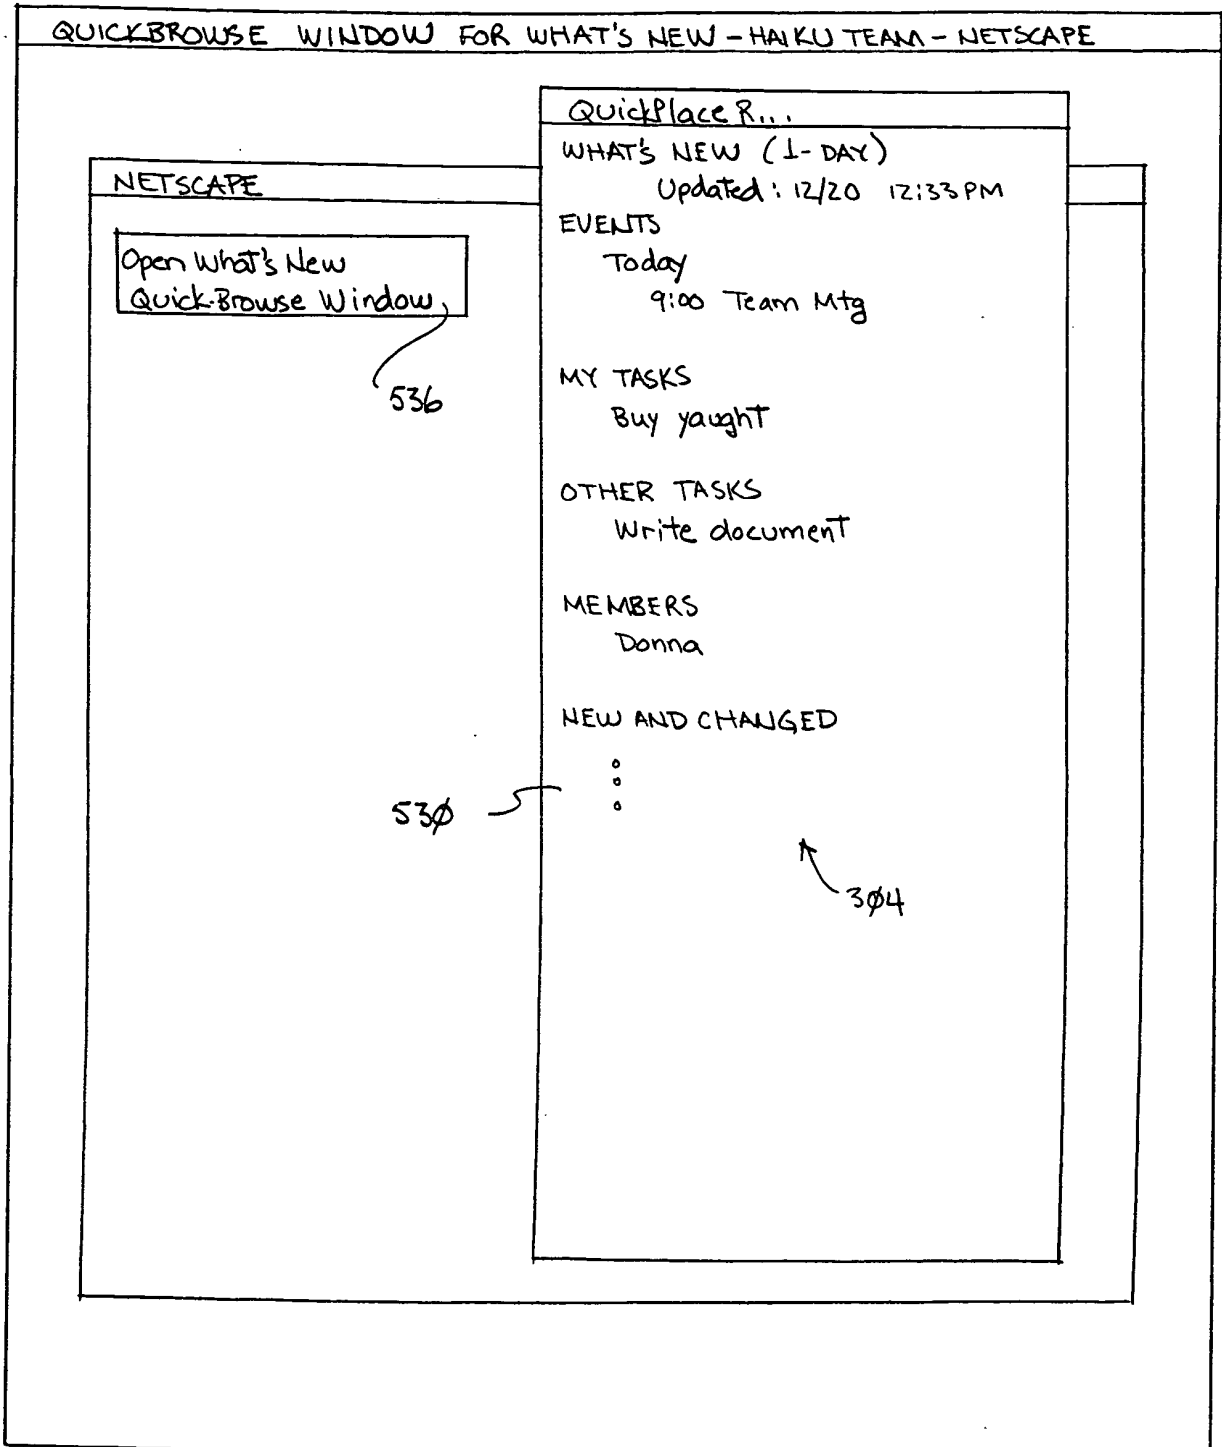 QUICKBROWSE WINDOW FOR WHAT'S NEW - HAIKU TEAM - NETSCAPE
QuickPlace R...
WHAT'S NEW (1-DAY)
Updated: 12/20 12:33 PM
NETSCAPE
EVENTS
Open What's New
Quick-Browse Window
Today
9:00 Team Mtg
536
MY TASKS
Buy yaught
OTHER TASKS
Write document
MEMBERS
Donna
NEW AND CHANGED
530
304